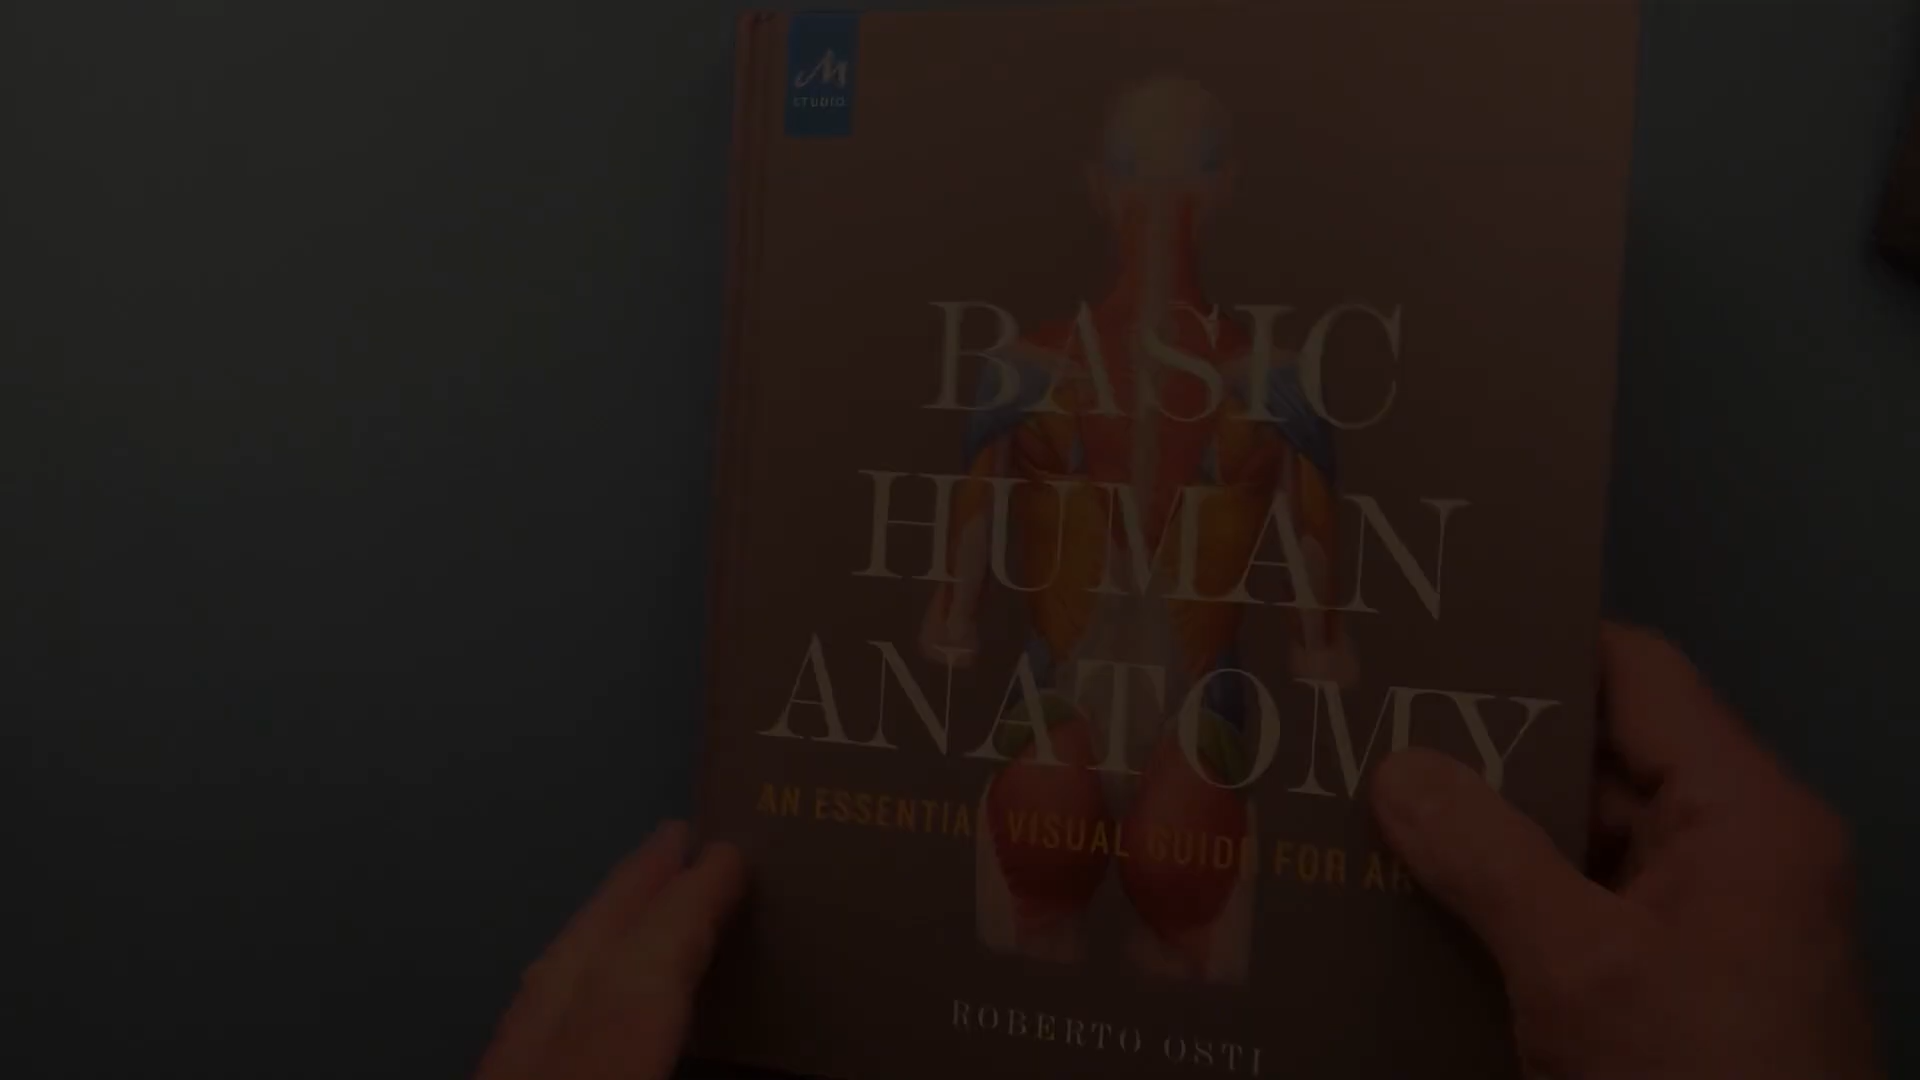 M
STUDIO
BASIC
HUMAN
ANATOMY
AN ESSENTIAL VISUAL GUIDE FOR
ROBERTO OSTI